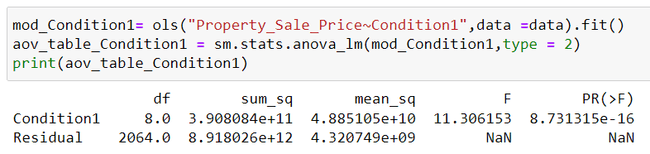 mod_Condition1= ols("Property_Sale_Price~Condition1",data =data).fit()
aov_table_Condition1 = sm.stats.anova_lm(mod_Condition1,type = 2)
print(aov_table_Condition1)
df sum_sq mean_sq F PR(>F)
Condition1 8.0 3.908084e+11 4.885105e+10 11.306153 8.731315e-16
Residual 2064.0 8.918026e+12 4.320749e+09 NaN NaN